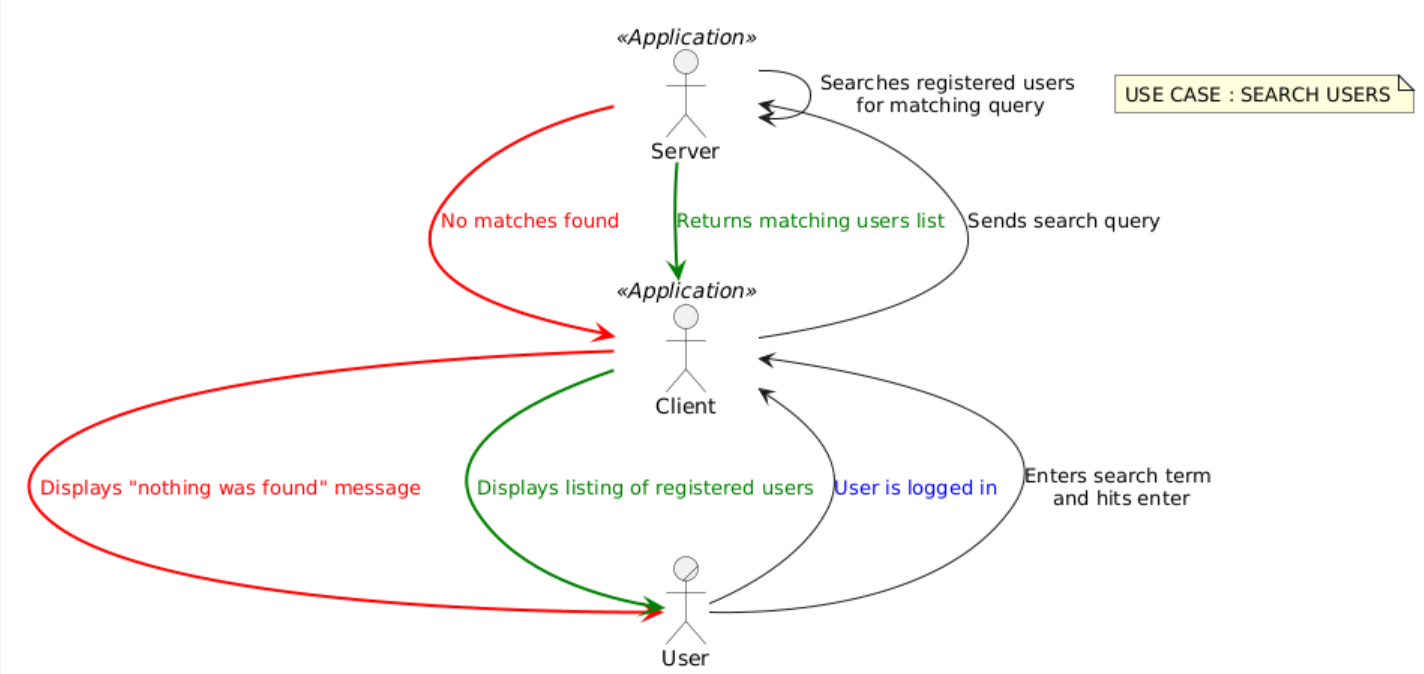 «Application»
Server
Searches registered users
for matching query
USE CASE : SEARCH USERS
No matches found
Returns matching users list
Sends search query
«Application»
Client
Displays "nothing was found" message
Displays listing of registered users
User is logged in
Enters search term
and hits enter
User